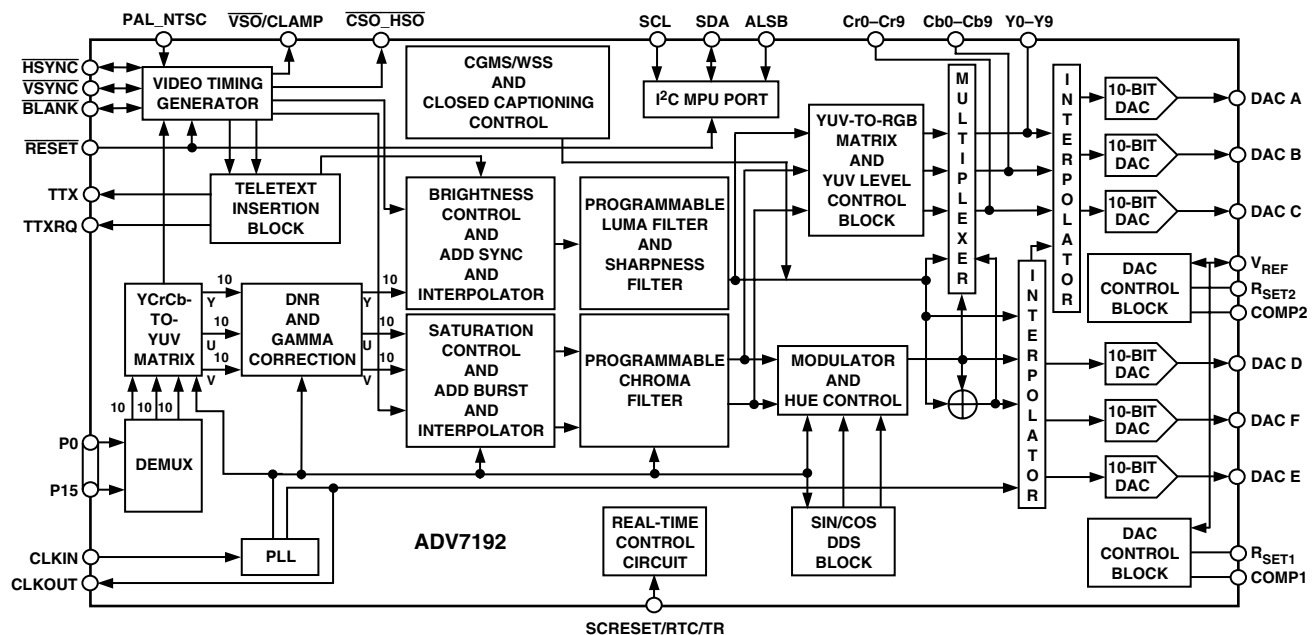 PAL_NTSC
VSO/CLAMP
CSO_HSO
SCL
SDA
ALSB
Cr0–Cr9
Cb0–Cb9
Y0–Y9
HSYNC
VSYNC
BLANK
RESET
TTX
TTXRQ
VIDEO TIMING
GENERATOR
CGMS/WSS
AND
CLOSED CAPTIONING
CONTROL
I²C MPU PORT
TELETEXT
INSERTION
BLOCK
BRIGHTNESS
CONTROL
AND
ADD SYNC
AND
INTERPOLATOR
PROGRAMMABLE
LUMA FILTER
AND
SHARPNESS
FILTER
YUV-TO-RGB
MATRIX
AND
YUV LEVEL
CONTROL
BLOCK
MULTIPLEXER
INTERPOLATOR
10-BIT
DAC
DAC A
10-BIT
DAC
DAC B
10-BIT
DAC
DAC C
DAC
CONTROL
BLOCK
VREF
RSET2
COMP2
YCrCb-
TO-
YUV
MATRIX
10
Y
10
U
10
V
DNR
AND
GAMMA
CORRECTION
10
Y
10
U
10
V
SATURATION
CONTROL
AND
ADD BURST
AND
INTERPOLATOR
PROGRAMMABLE
CHROMA
FILTER
MODULATOR
AND
HUE CONTROL
INTERPOLATOR
10-BIT
DAC
DAC D
10-BIT
DAC
DAC F
10-BIT
DAC
DAC E
10 10 10
P0
P15
DEMUX
CLKIN
CLKOUT
PLL
ADV7192
REAL-TIME
CONTROL
CIRCUIT
SIN/COS
DDS
BLOCK
DAC
CONTROL
BLOCK
RSET1
COMP1
SCRESET/RTC/TR